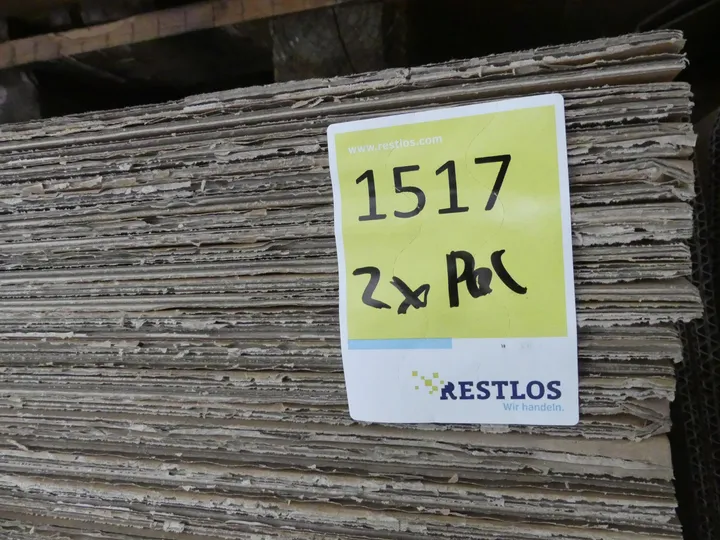 www.restlos.com
1517
2x Pal
RESTLOS
Wir handeln.